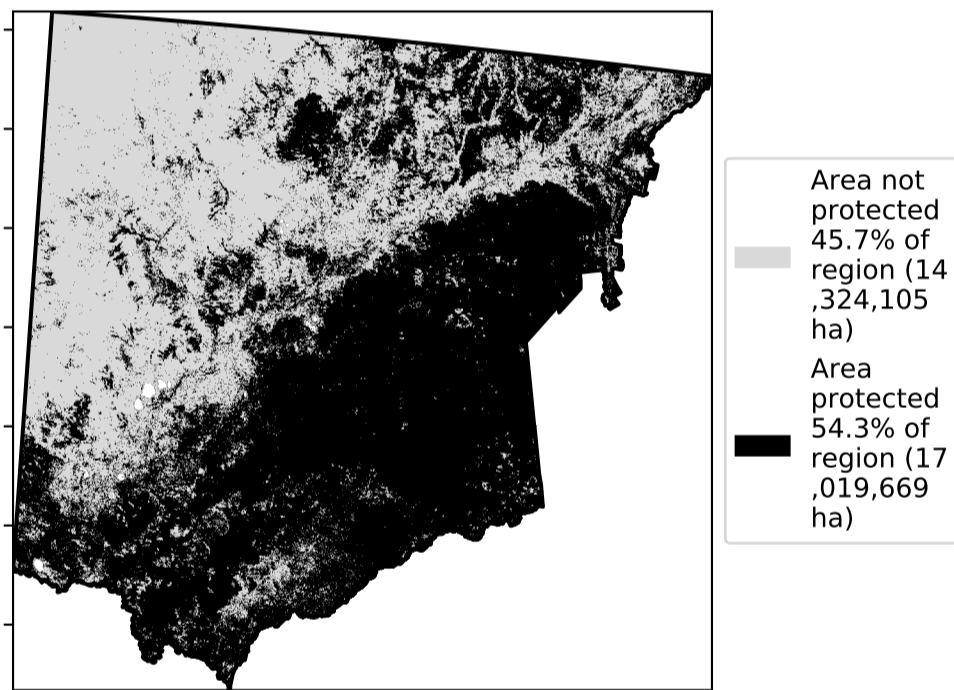 Area not
protected
45.7% of
region (14
,324,105
ha)
Area
protected
54.3% of
region (17
,019,669
ha)